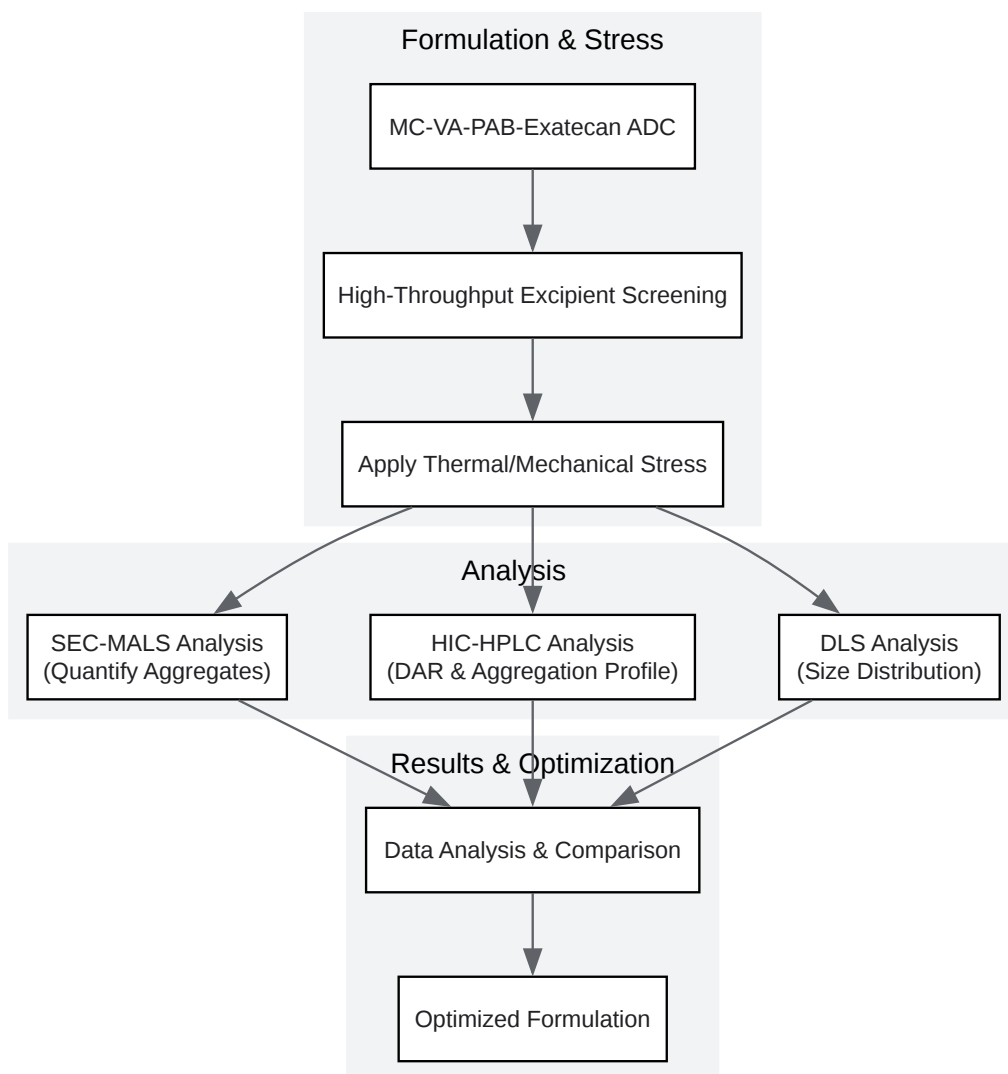 Formulation & Stress
MC-VA-PAB-Exatecan ADC
High-Throughput Excipient Screening
Apply Thermal/Mechanical Stress
Analysis
SEC-MALS Analysis
(Quantify Aggregates)
HIC-HPLC Analysis
(DAR & Aggregation Profile)
DLS Analysis
(Size Distribution)
Results & Optimization
Data Analysis & Comparison
Optimized Formulation